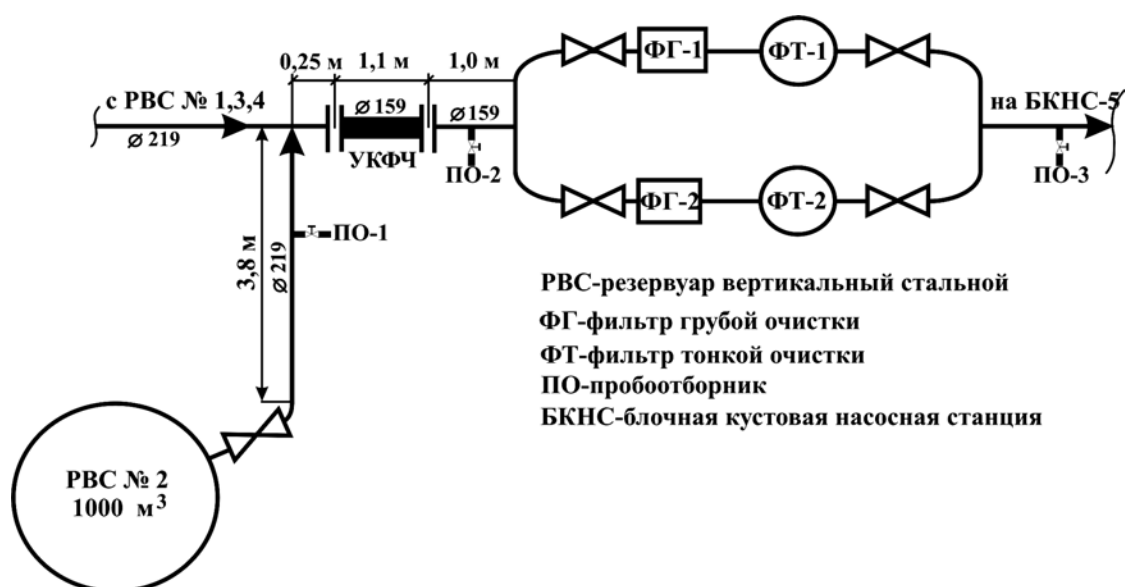 0,25 м
1,1 м
1,0 м
ФГ-1
ФТ-1
с РВС № 1,3,4
⌀ 219
⌀ 159
УКФЧ
⌀ 159
ПО-2
на БКНС-5
ПО-3
ФГ-2
ФТ-2
3,8 м
⌀ 219
ПО-1
РВС-резервуар вертикальный стальной
ФГ-фильтр грубой очистки
ФТ-фильтр тонкой очистки
ПО-пробоотборник
БКНС-блочная кустовая насосная станция
РВС № 2
1000 м³